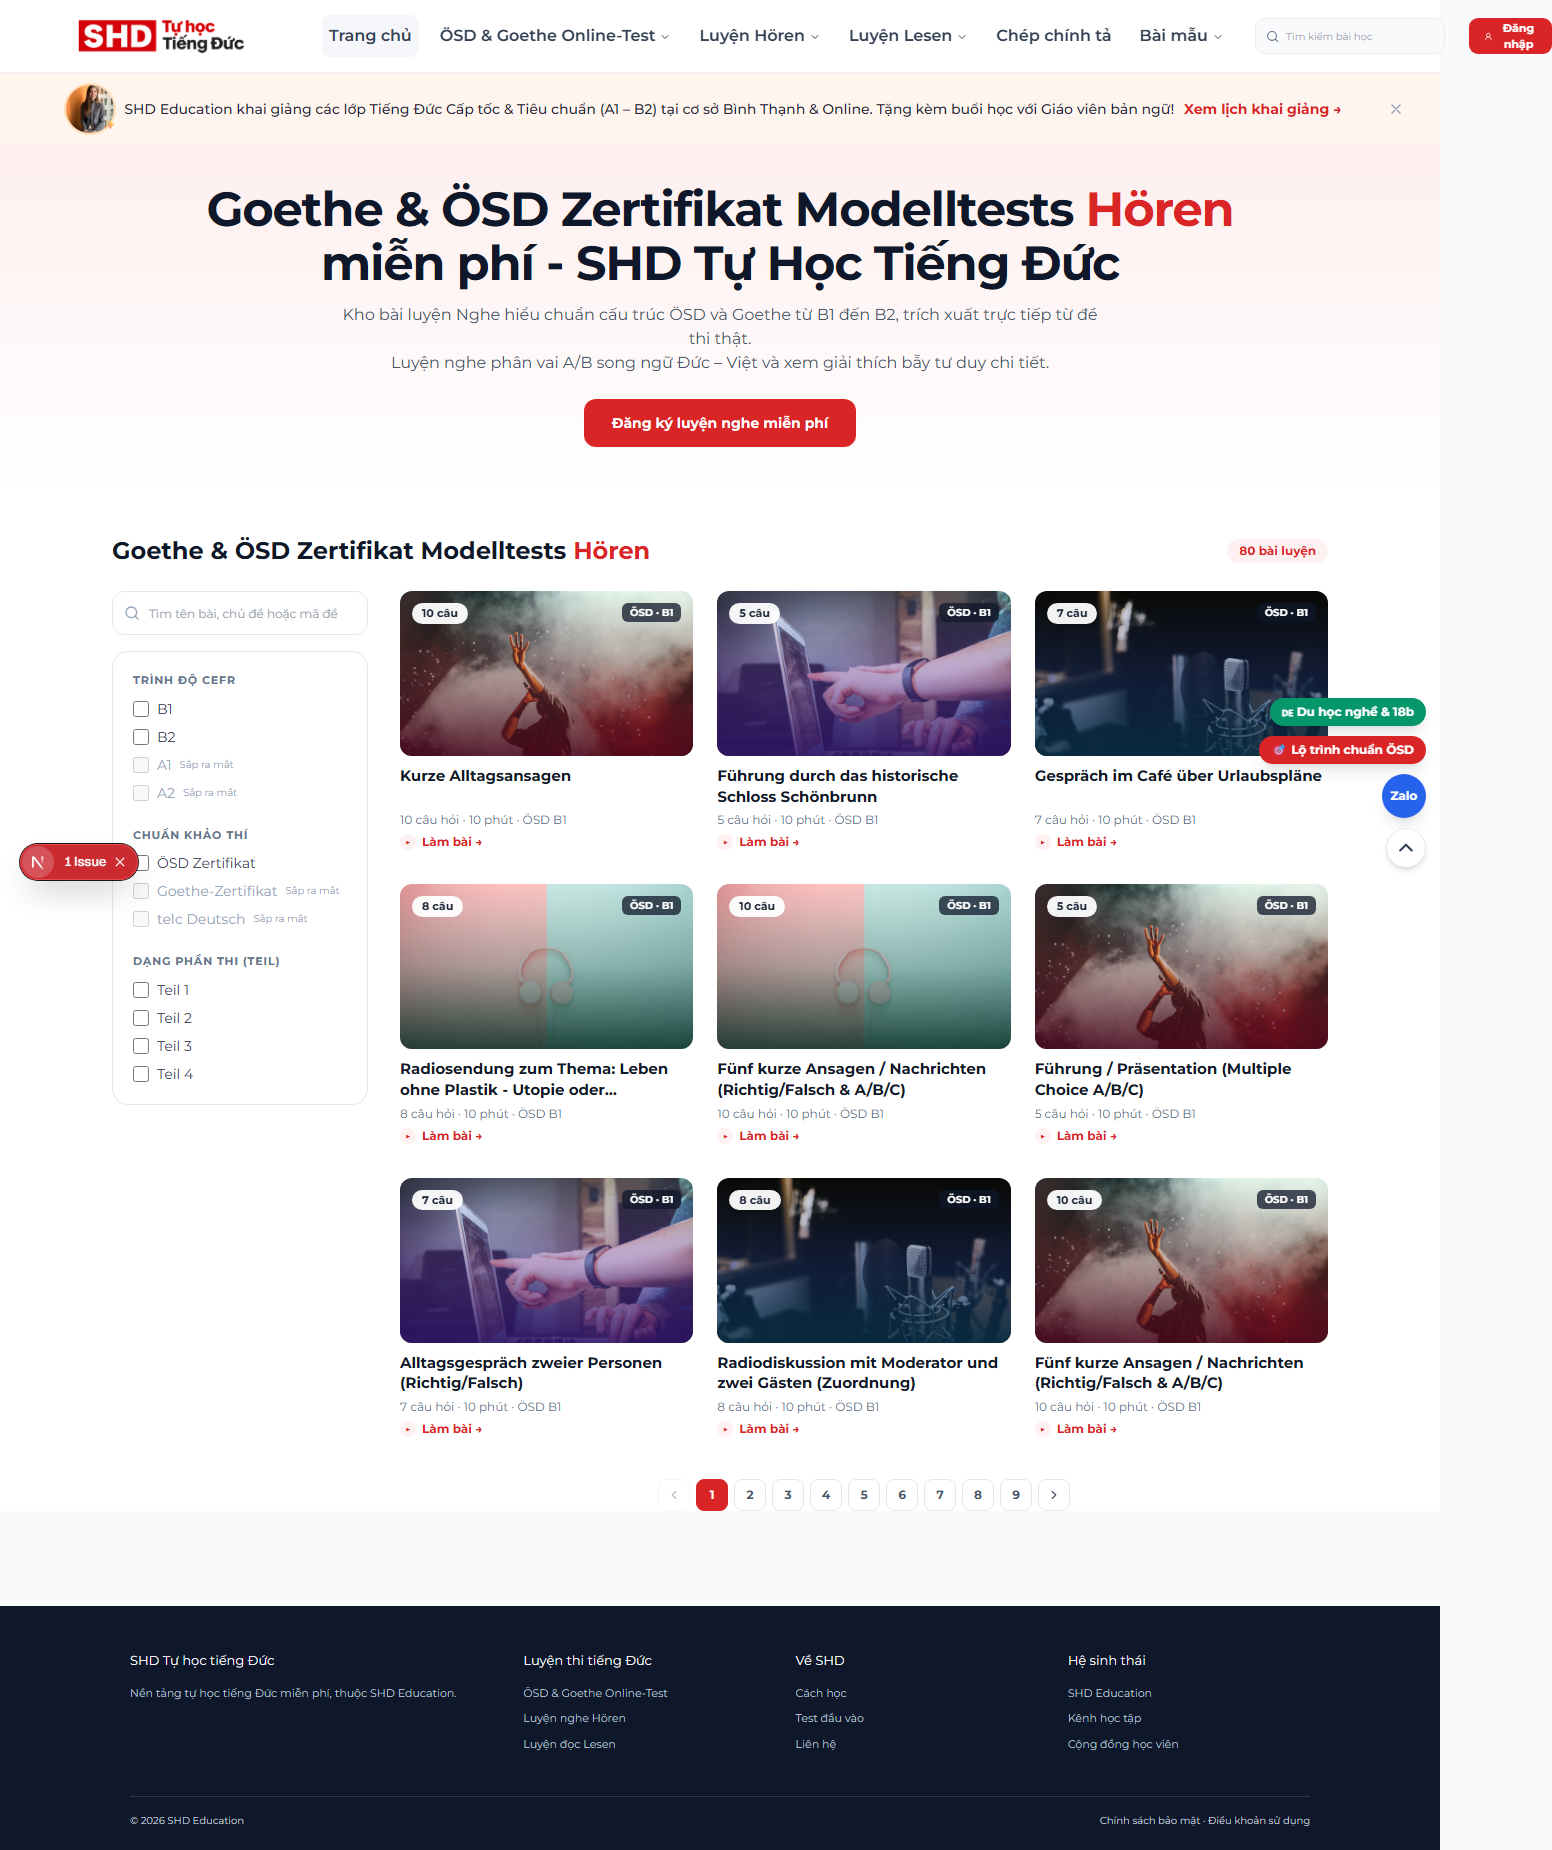 SHD Tự học Tiếng Đức
Trang chủ
ÖSD & Goethe Online-Test
Luyện Hören
Luyện Lesen
Chép chính tả
Bài mẫu
Tìm kiếm bài học
Đăng nhập
SHD Education khai giảng các lớp Tiếng Đức Cấp tốc & Tiêu chuẩn (A1 – B2) tại cơ sở Bình Thạnh & Online. Tặng kèm buổi học với Giáo viên bản ngữ! Xem lịch khai giảng →
Goethe & ÖSD Zertifikat Modelltests Hören
miễn phí - SHD Tự Học Tiếng Đức
Kho bài luyện Nghe hiểu chuẩn cấu trúc ÖSD và Goethe từ B1 đến B2, trích xuất trực tiếp từ đề
thi thật.
Luyện nghe phân vai A/B song ngữ Đức – Việt và xem giải thích bẫy tư duy chi tiết.
Đăng ký luyện nghe miễn phí
Goethe & ÖSD Zertifikat Modelltests Hören
80 bài luyện
Tìm tên bài, chủ đề hoặc mã đề
TRÌNH ĐỘ CEFR
B1
B2
A1 Sắp ra mắt
A2 Sắp ra mắt
CHUẨN KHẢO THÍ
ÖSD Zertifikat
Goethe-Zertifikat Sắp ra mắt
telc Deutsch Sắp ra mắt
DẠNG PHẦN THI (TEIL)
Teil 1
Teil 2
Teil 3
Teil 4
1 Issue
10 câu
ÖSD · B1
Kurze Alltagsansagen
10 câu hỏi · 10 phút · ÖSD B1
Làm bài →
5 câu
ÖSD · B1
Führung durch das historische
Schloss Schönbrunn
5 câu hỏi · 10 phút · ÖSD B1
Làm bài →
7 câu
ÖSD · B1
Gespräch im Café über Urlaubspläne
7 câu hỏi · 10 phút · ÖSD B1
Làm bài →
8 câu
ÖSD · B1
Radiosendung zum Thema: Leben
ohne Plastik - Utopie oder...
8 câu hỏi · 10 phút · ÖSD B1
Làm bài →
10 câu
ÖSD · B1
Fünf kurze Ansagen / Nachrichten
(Richtig/Falsch & A/B/C)
10 câu hỏi · 10 phút · ÖSD B1
Làm bài →
5 câu
ÖSD · B1
Führung / Präsentation (Multiple
Choice A/B/C)
5 câu hỏi · 10 phút · ÖSD B1
Làm bài →
7 câu
ÖSD · B1
Alltagsgespräch zweier Personen
(Richtig/Falsch)
7 câu hỏi · 10 phút · ÖSD B1
Làm bài →
8 câu
ÖSD · B1
Radiodiskussion mit Moderator und
zwei Gästen (Zuordnung)
8 câu hỏi · 10 phút · ÖSD B1
Làm bài →
10 câu
ÖSD · B1
Fünf kurze Ansagen / Nachrichten
(Richtig/Falsch & A/B/C)
10 câu hỏi · 10 phút · ÖSD B1
Làm bài →
DE Du học nghề & 18b
Lộ trình chuẩn ÖSD
Zalo
1 2 3 4 5 6 7 8 9
SHD Tự học tiếng Đức
Nền tảng tự học tiếng Đức miễn phí, thuộc SHD Education.
Luyện thi tiếng Đức
ÖSD & Goethe Online-Test
Luyện nghe Hören
Luyện đọc Lesen
Về SHD
Cách học
Test đầu vào
Liên hệ
Hệ sinh thái
SHD Education
Kênh học tập
Cộng đồng học viên
© 2026 SHD Education
Chính sách bảo mật · Điều khoản sử dụng